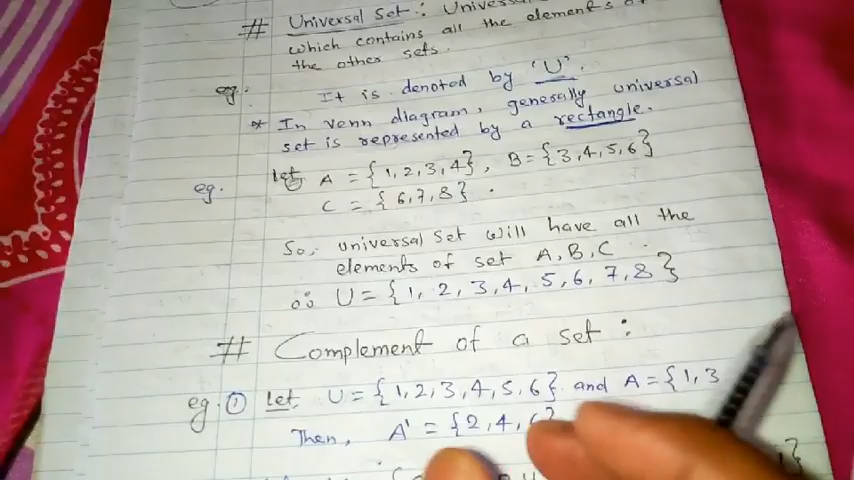 # Universal Set : Univers
which contains all the elements of
the other sets.
eg. It is denoted by 'U'.
* In venn diagram, generally universal
set is represented by a rectangle.
eg. let A = {1,2,3,4}, B = {3,4,5,6}
C = {6,7,8}.
So, universal set will have all the
elements of set A, B, C
∴ U = {1, 2, 3, 4, 5, 6, 7, 8}
# Complement of a set :
eg. ① let U = {1,2,3,4,5,6} and A = {1,3
Then, A' = {2,4,6}